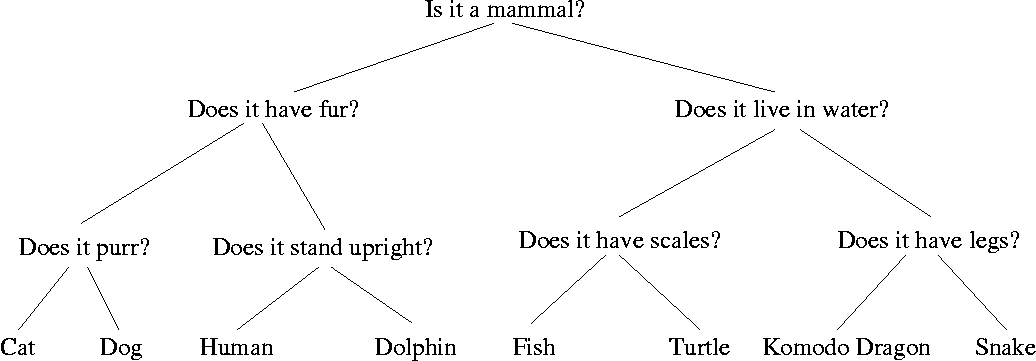 Is it a mammal?
Does it have fur?
Does it live in water?
Does it purr?
Does it stand upright?
Does it have scales?
Does it have legs?
Cat
Dog
Human
Dolphin
Fish
Turtle
Komodo Dragon
Snake